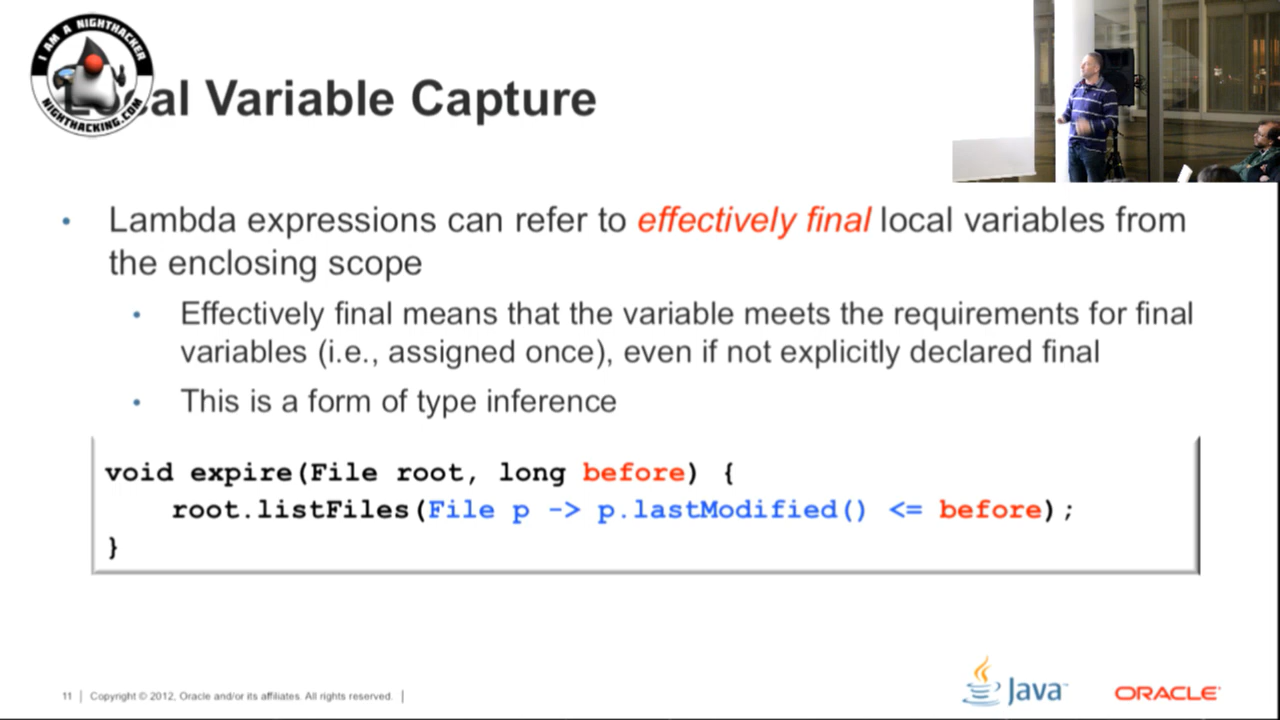 I AM A NIGHTHACKER
NIGHTHACKING.COM
Local Variable Capture
• Lambda expressions can refer to effectively final local variables from
the enclosing scope
• Effectively final means that the variable meets the requirements for final
variables (i.e., assigned once), even if not explicitly declared final
• This is a form of type inference
void expire(File root, long before) {
root.listFiles(File p -> p.lastModified() <= before);
}
11 | Copyright © 2012, Oracle and/or its affiliates. All rights reserved. |
Java™
ORACLE®